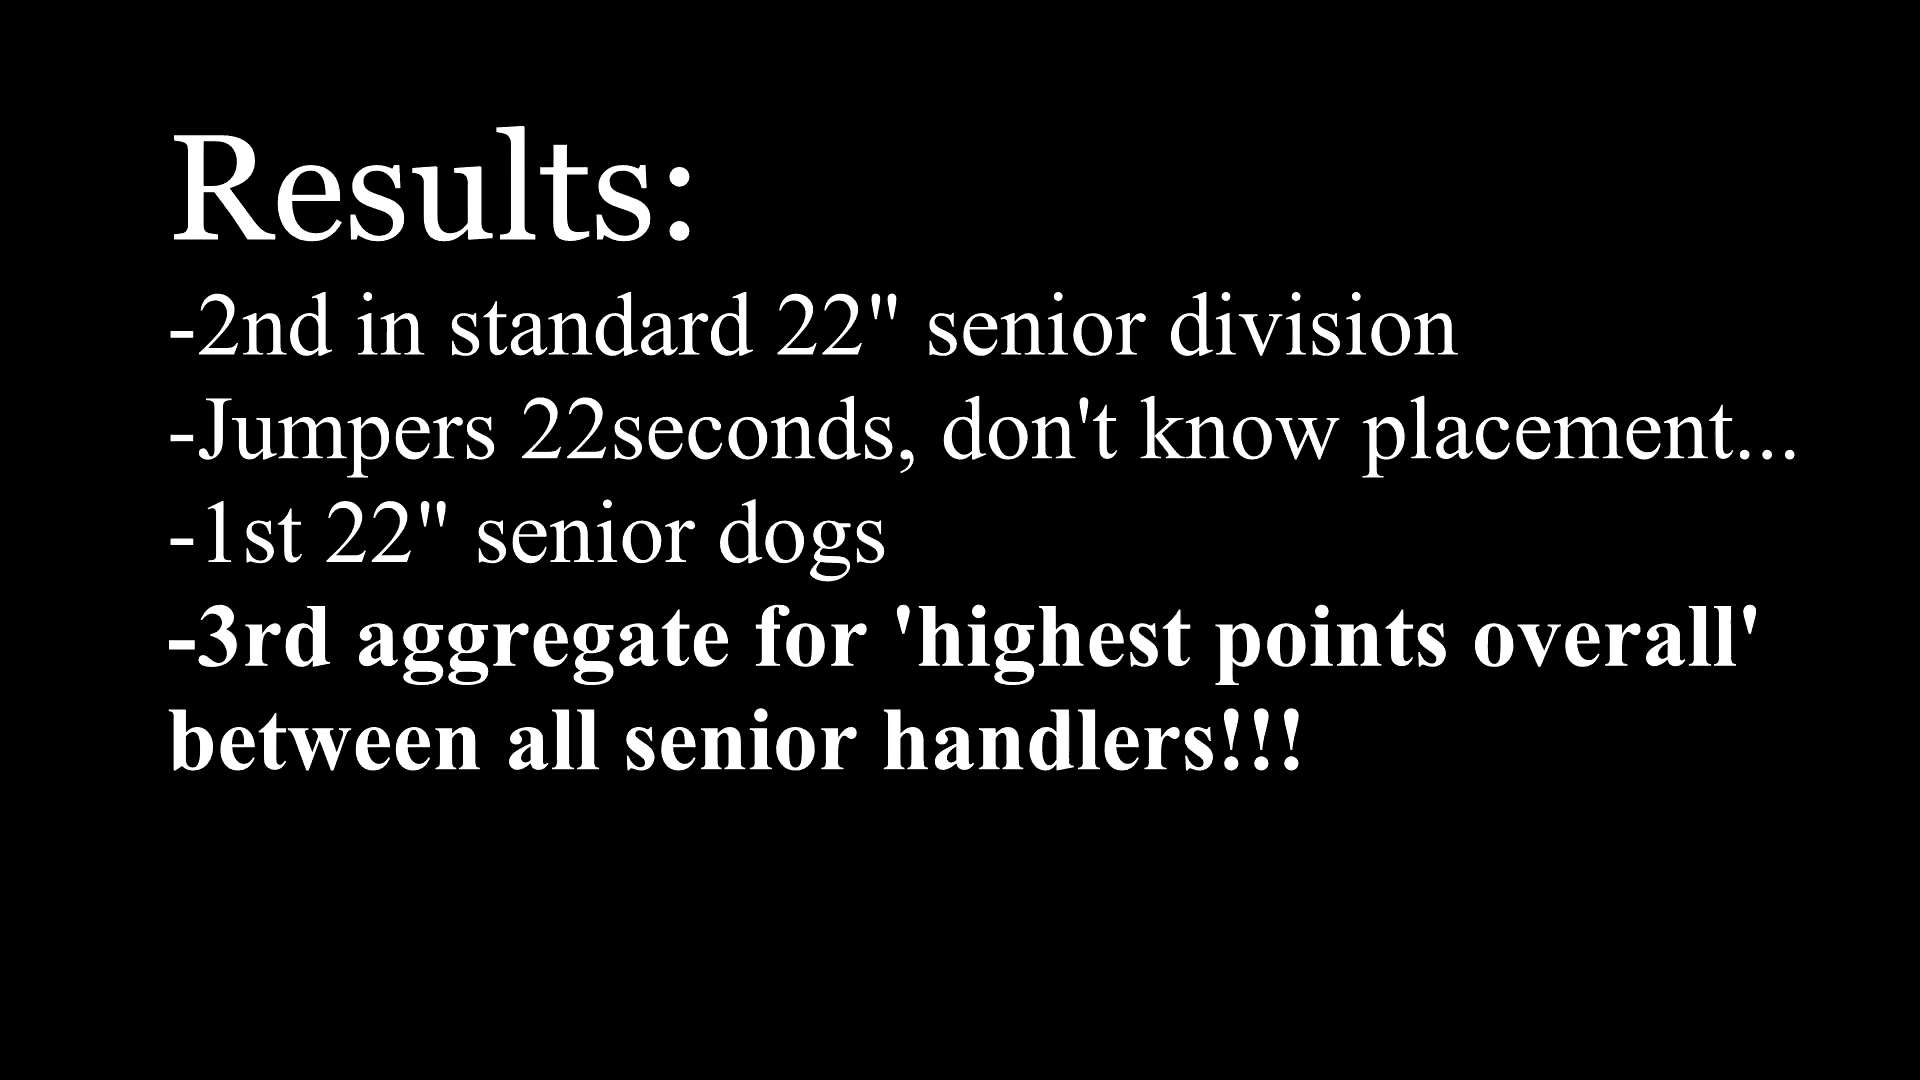 Results:
-2nd in standard 22" senior division
-Jumpers 22seconds, don't know placement...
-1st 22" senior dogs
-3rd aggregate for 'highest points overall'
between all senior handlers!!!